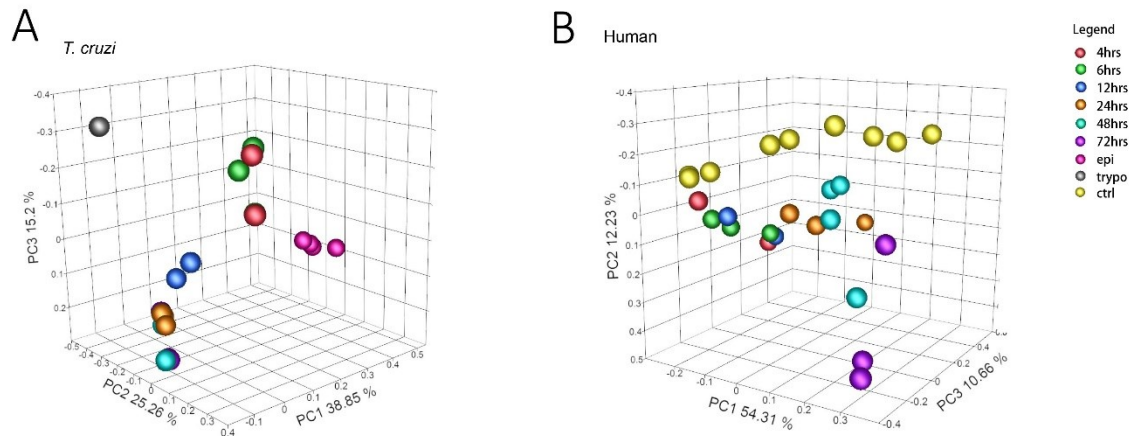 A
T. cruzi
-0.4
-0.3
-0.2
-0.1
0
0.1
0.2
PC3 15.2 %
-0.5
-0.4
-0.3
-0.2
-0.1
0
0.1
0.2
0.3
0.4
PC2 25.26 %
-0.1
0
0.1
0.2
0.3
0.4
0.5
PC1 38.85 %
B
Human
-0.4
-0.3
-0.2
-0.1
0
0.1
0.2
0.3
0.4
0.5
PC2 12.23 %
-0.2
-0.1
0
0.1
0.2
0.3
PC1 54.31 %
-0.4
-0.2
0
0.2
0.4
PC3 10.66 %
Legend
4hrs
6hrs
12hrs
24hrs
48hrs
72hrs
epi
trypo
ctrl